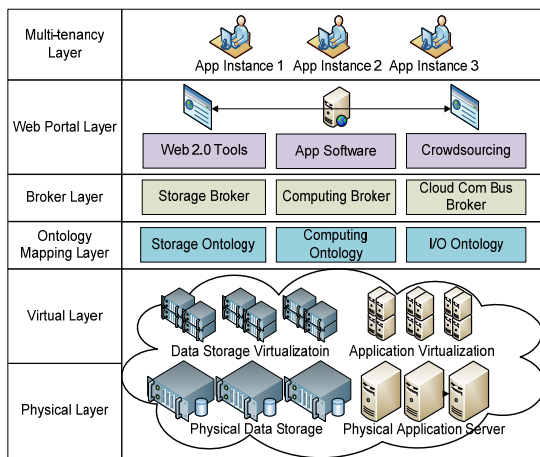 Multi-tenancy
Layer
App Instance 1
App Instance 2
App Instance 3
Web Portal Layer
Web 2.0 Tools
App Software
Crowdsourcing
Broker Layer
Storage Broker
Computing Broker
Cloud Com Bus
Broker
Ontology
Mapping Layer
Storage Ontology
Computing
Ontology
I/O Ontology
Virtual Layer
Data Storage Virtualizatoin
Application Virtualization
Physical Layer
Physical Data Storage
Physical Application Server